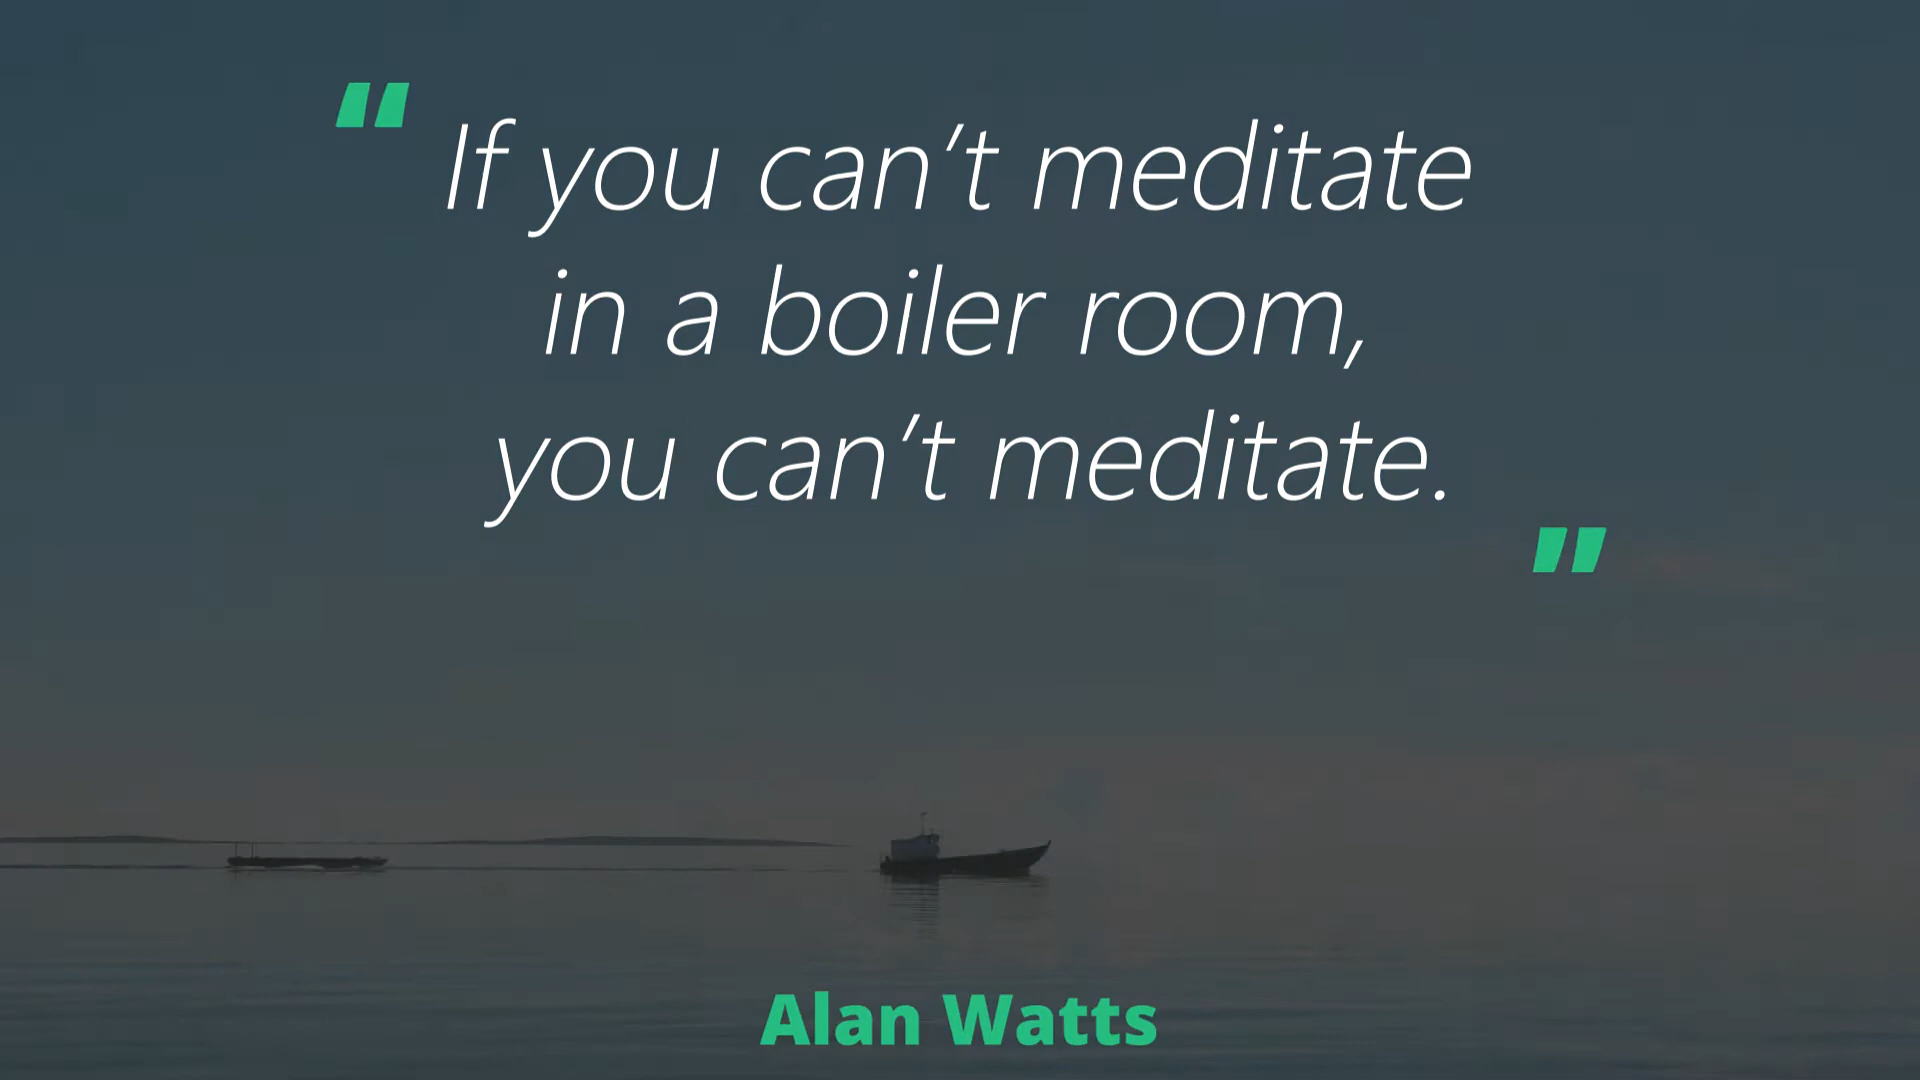 “
If you can’t meditate
in a boiler room,
you can’t meditate.
”
Alan Watts